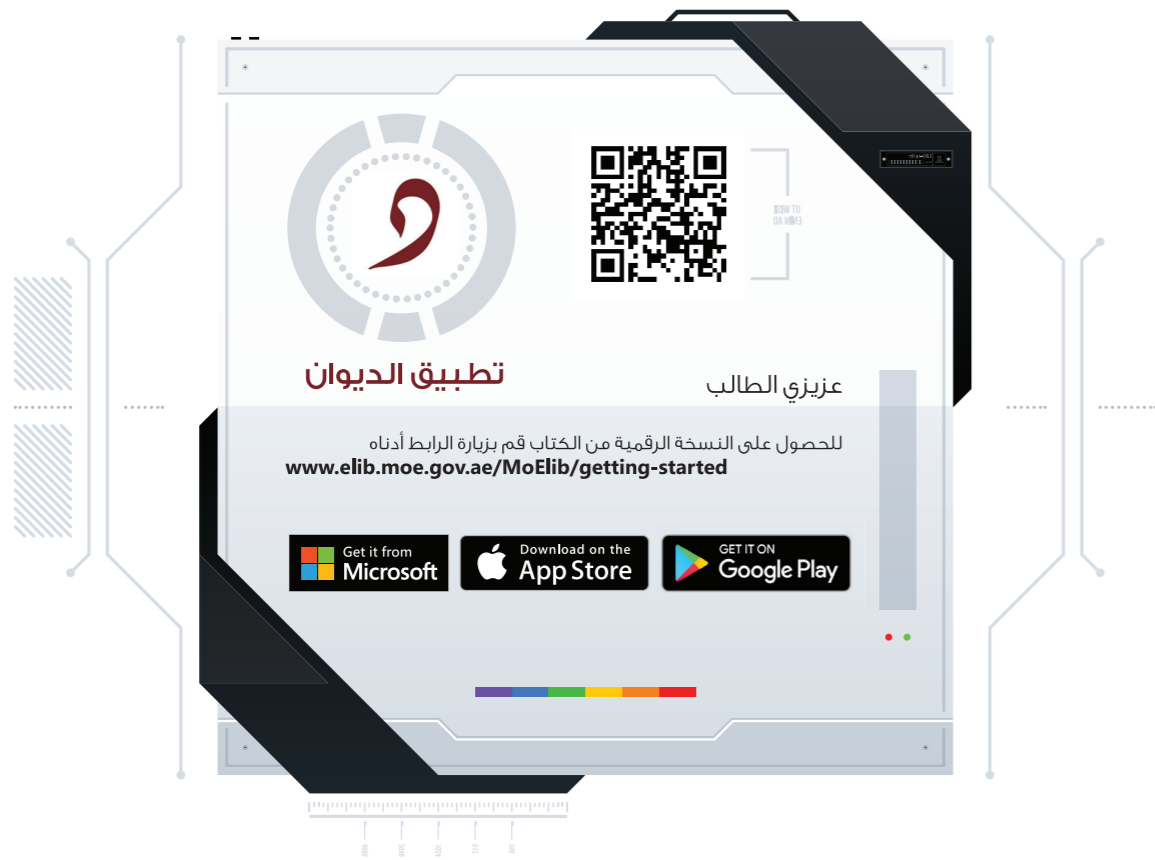 تطبيق الديوان
عزيزي الطالب
للحصول على النسخة الرقمية من الكتاب قم بزيارة الرابط أدناه
www.elib.moe.gov.ae/MoElib/getting-started
Get it from
Microsoft
Download on the
App Store
GET IT ON
Google Play